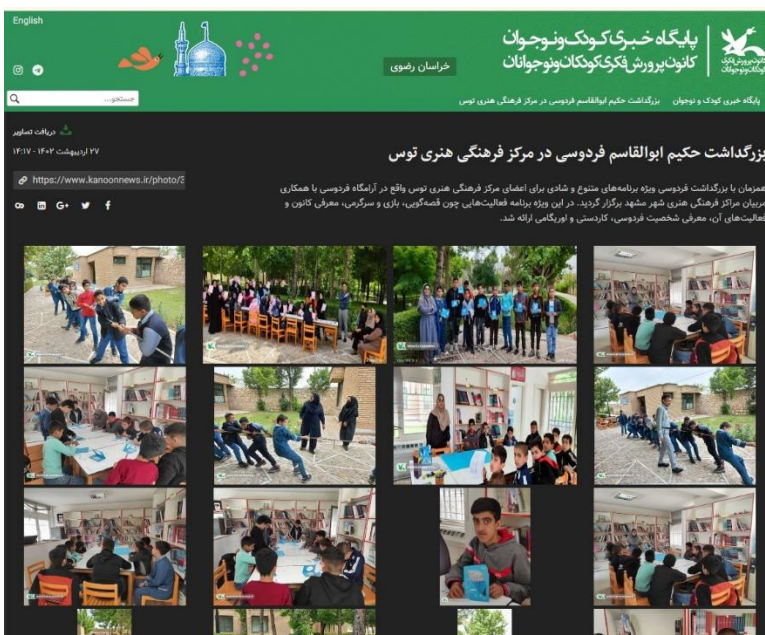 English
پایگاه خبری کودک و نوجوان
کانون پرورش فکری کودکان و نوجوانان
خراسان رضوی
کانون پرورش فکری
کودکان و نوجوانان
جستجو...
پایگاه خبری کودک و نوجوان بزرگداشت حکیم ابوالقاسم فردوسی در مرکز فرهنگی هنری توس
دریافت تصاویر
۲۷ اردیبهشت ۱۴۰۲ - ۱۴:۱۷
بزرگداشت حکیم ابوالقاسم فردوسی در مرکز فرهنگی هنری توس
https://www.kanoonnews.ir/photo/3
همزمان با بزرگداشت فردوسی ویژه برنامه‌های متنوع و شادی برای اعضای مرکز فرهنگی هنری توس واقع در آرامگاه فردوسی با همکاری
مربیان مراکز فرهنگی هنری شهر مشهد برگزار گردید. در این ویژه برنامه فعالیت‌هایی چون قصه‌گویی، بازی و سرگرمی، معرفی کانون و
فعالیت‌های آن، معرفی شخصیت فردوسی، کاردستی و اوریگامی ارائه شد.
G+